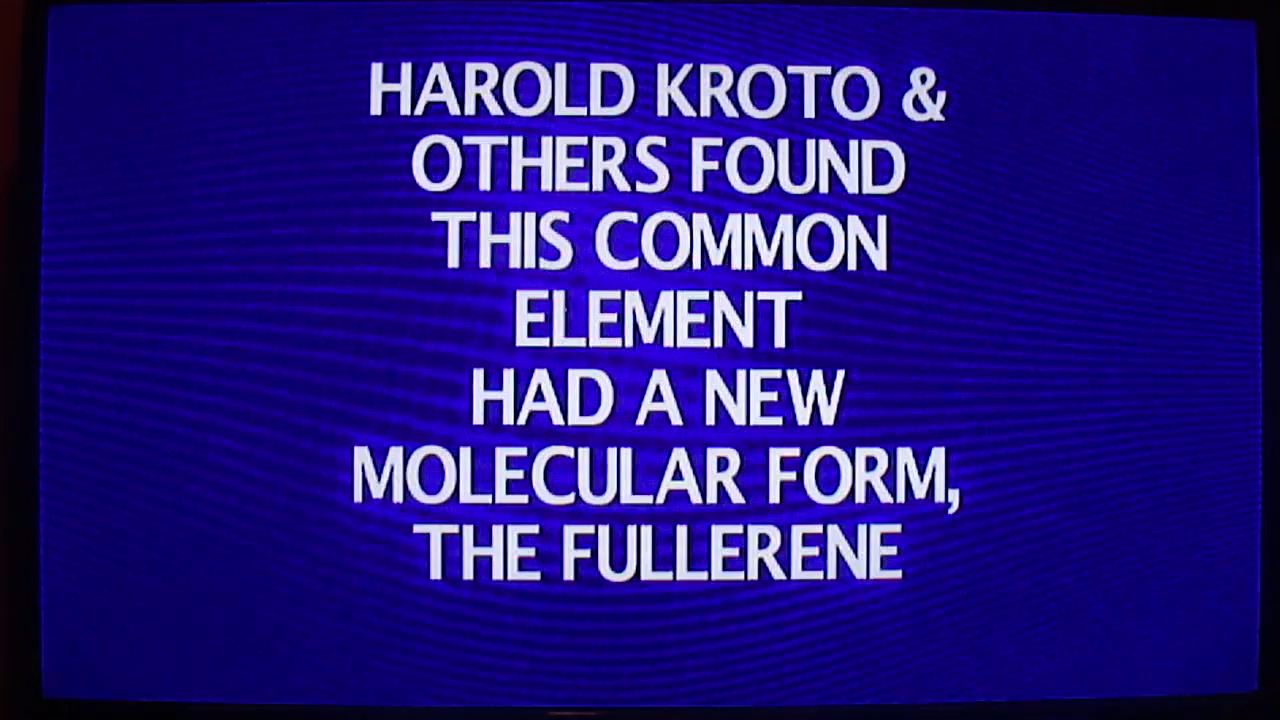 HAROLD KROTO &
OTHERS FOUND
THIS COMMON
ELEMENT
HAD A NEW
MOLECULAR FORM,
THE FULLERENE